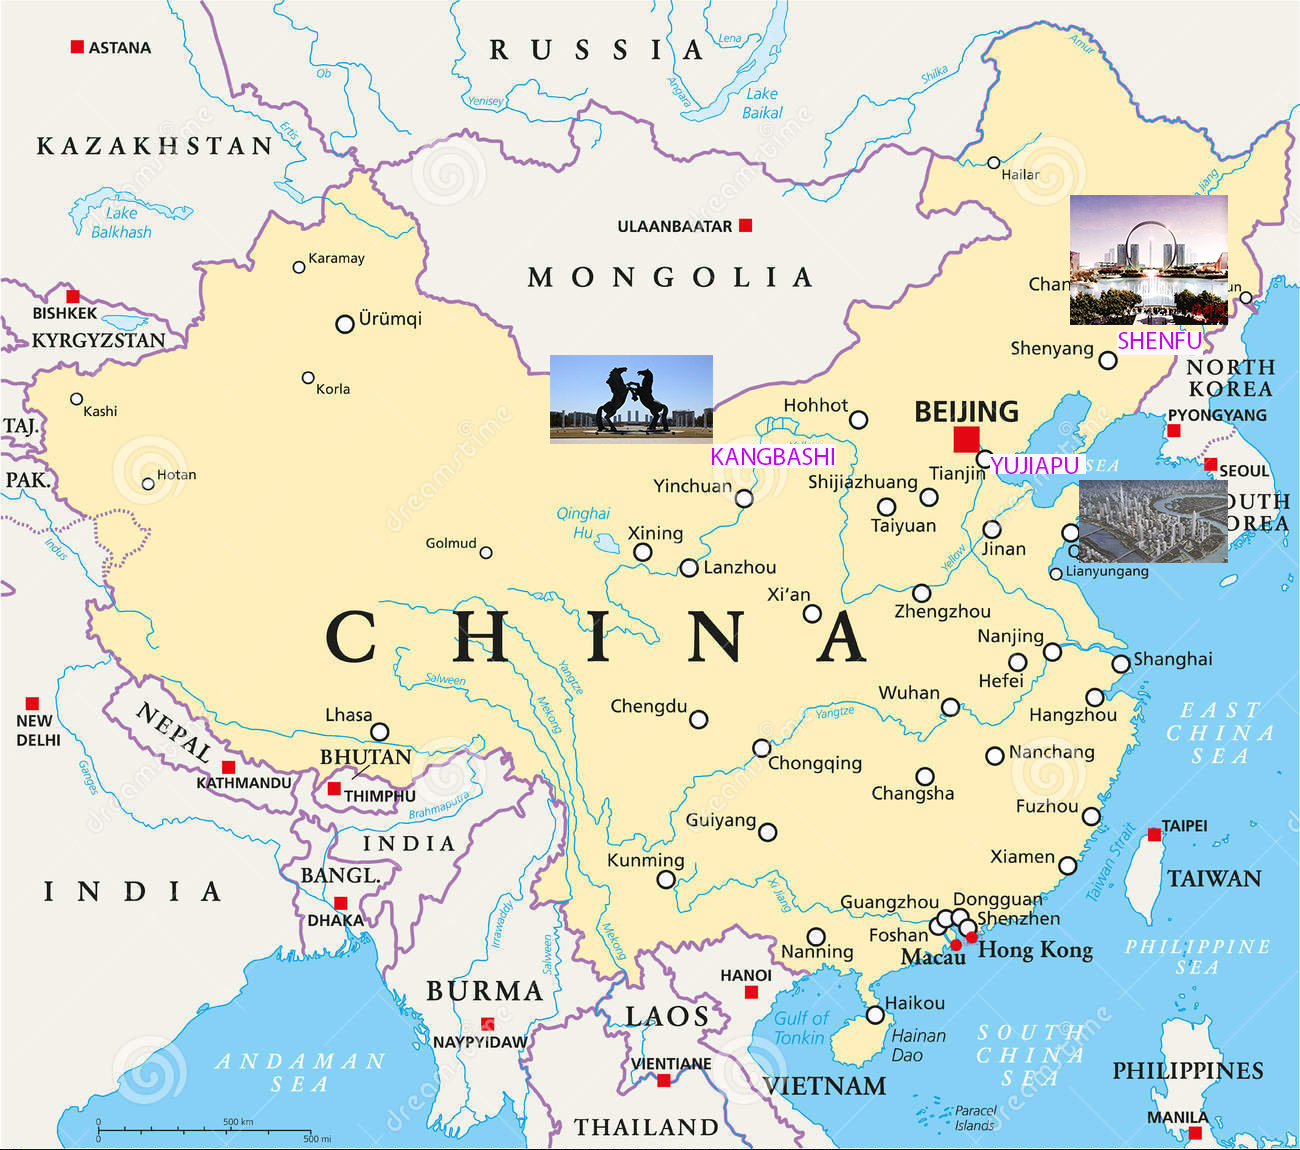 RUSSIA
ASTANA
Ob
Lena
Amur
Yenisey
Angara
Lake
Baikal
Shilka
Ertis
KAZAKHSTAN
Hailar
Jiang
Lake
Balkhash
ULAANBAATAR
MONGOLIA
Karamay
Ürümqi
BISHKEK
KYRGYZSTAN
Korla
Kashi
TAJ.
PAK.
Hotan
Shenyang
SHENFU
NORTH
KOREA
PYONGYANG
SEOUL
Hohhot
BEIJING
KANGBASHI
YUJIAPU
SEA
Tianjin
Yinchuan
Shijiazhuang
Taiyuan
Jinan
Qinghai
Hu
Xining
Golmud
Lanzhou
Yellow
Lianyungang
Indus
Xi'an
Zhengzhou
CHINA
Nanjing
Shanghai
Hefei
Salween
Yangtze
Mekong
Chengdu
Wuhan
Yangtze
Hangzhou
EAST
CHINA
SEA
NEW
DELHI
NEPAL
Lhasa
BHUTAN
KATHMANDU
THIMPHU
Ganges
Brahmaputra
Chongqing
Nanchang
Changsha
Fuzhou
Guiyang
TAIPEI
INDIA
Kunming
Xiamen
Taiwan Strait
TAIWAN
BANGL.
DHAKA
INDIA
Xi Jiang
Guangzhou
Dongguan
Shenzhen
Foshan
Macau
Hong Kong
Nanning
Irrawaddy
Salween
Mekong
PHILIPPINE
SEA
HANOI
BURMA
LAOS
Haikou
Hainan
Dao
Gulf of
Tonkin
NAYPYIDAW
VIENTIANE
SOUTH
CHINA
SEA
ANDAMAN
SEA
VIETNAM
PHILIPPINES
Paracel
Islands
MANILA
THAILAND
0
500 km
0
500 mi
dreamstime